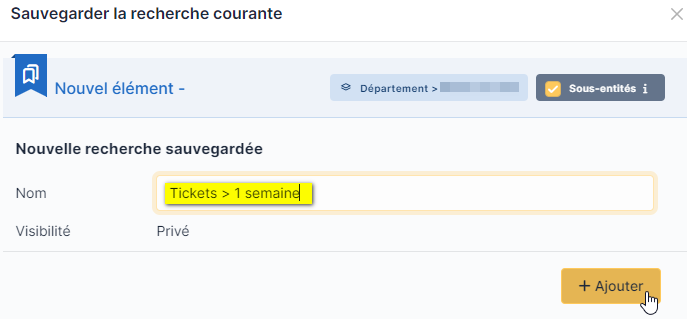 Sauvegarder la recherche courante
Nouvel élément -
Département >
Sous-entités i
Nouvelle recherche sauvegardée
Nom
Tickets > 1 semaine
Visibilité
Privé
+ Ajouter